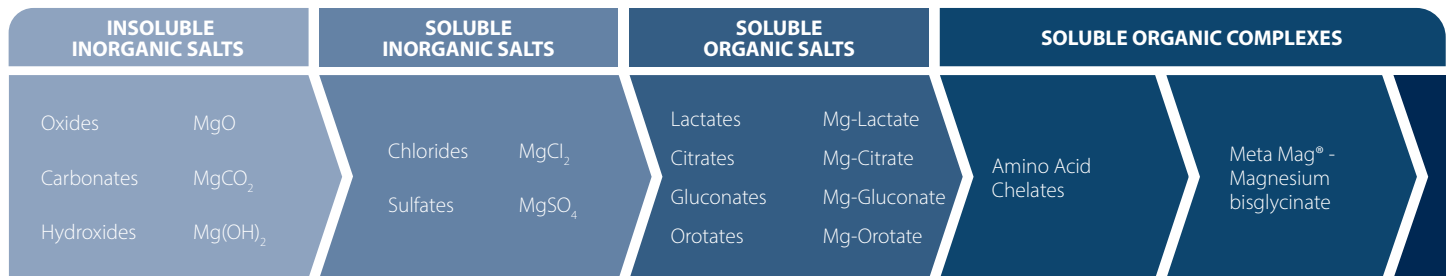 INSOLUBLE
INORGANIC SALTS
SOLUBLE
INORGANIC SALTS
SOLUBLE
ORGANIC SALTS
SOLUBLE ORGANIC COMPLEXES
Oxides MgO
Carbonates MgCO₂
Hydroxides Mg(OH)₂
Chlorides MgCl₂
Sulfates MgSO₄
Lactates Mg-Lactate
Citrates Mg-Citrate
Gluconates Mg-Gluconate
Orotates Mg-Orotate
Amino Acid
Chelates
Meta Mag® -
Magnesium
bisglycinate